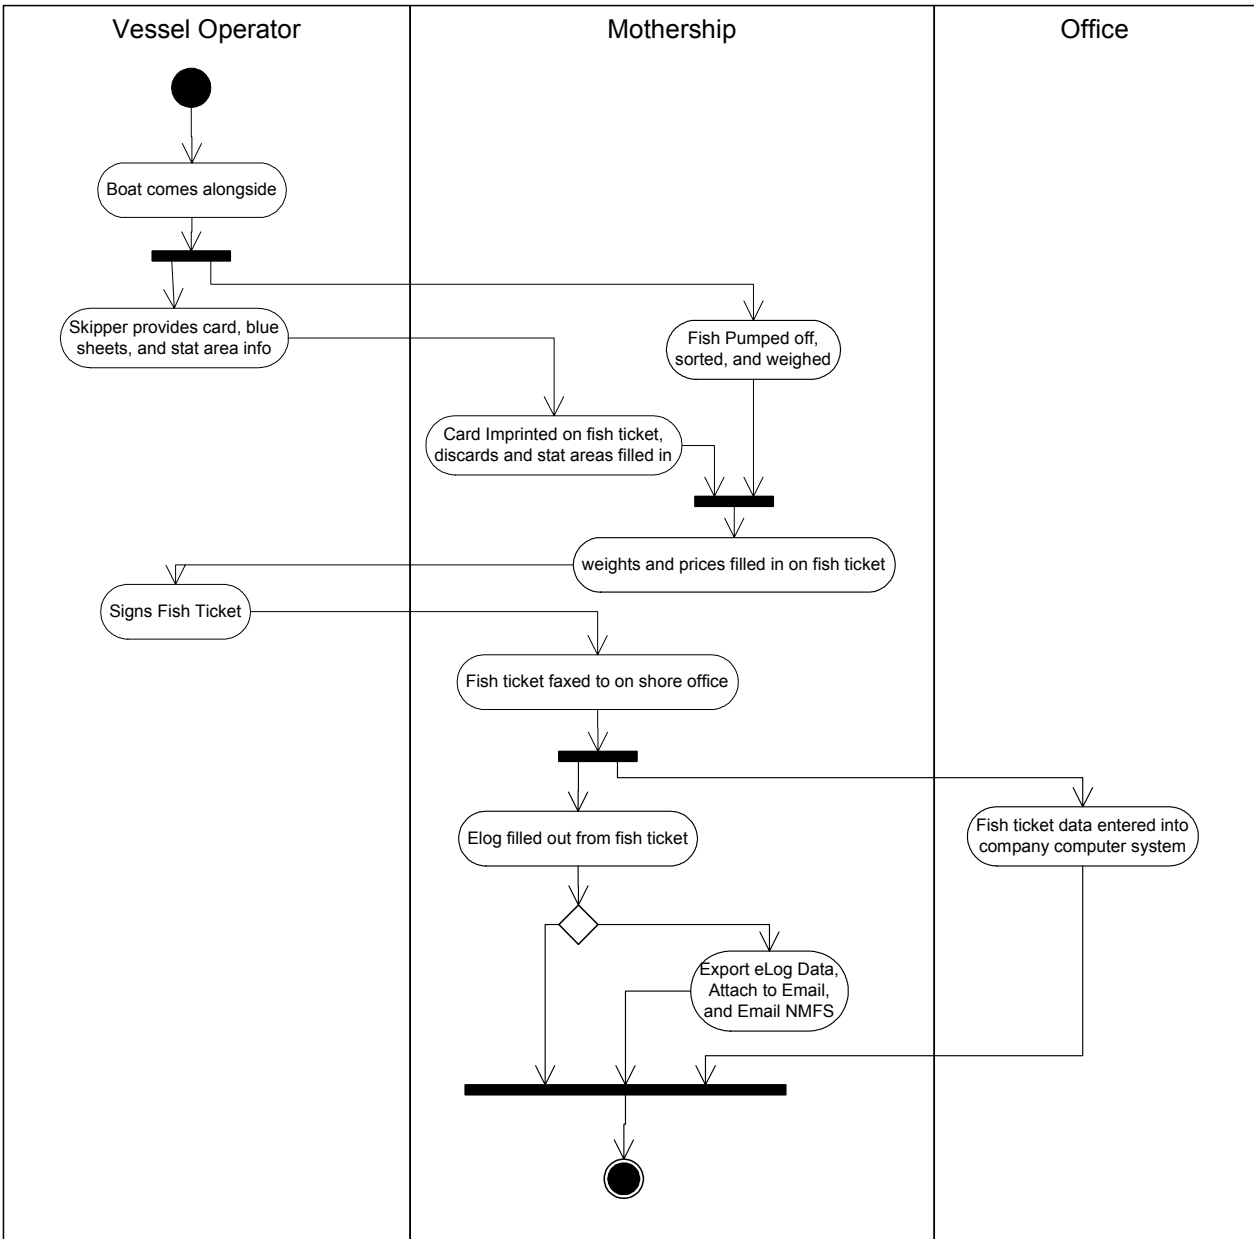 Vessel Operator
Mothership
Office
Boat comes alongside
Skipper provides card, blue
sheets, and stat area info
Fish Pumped off,
sorted, and weighed
Card Imprinted on fish ticket,
discards and stat areas filled in
weights and prices filled in on fish ticket
Signs Fish Ticket
Fish ticket faxed to on shore office
Elog filled out from fish ticket
Fish ticket data entered into
company computer system
Export eLog Data,
Attach to Email,
and Email NMFS